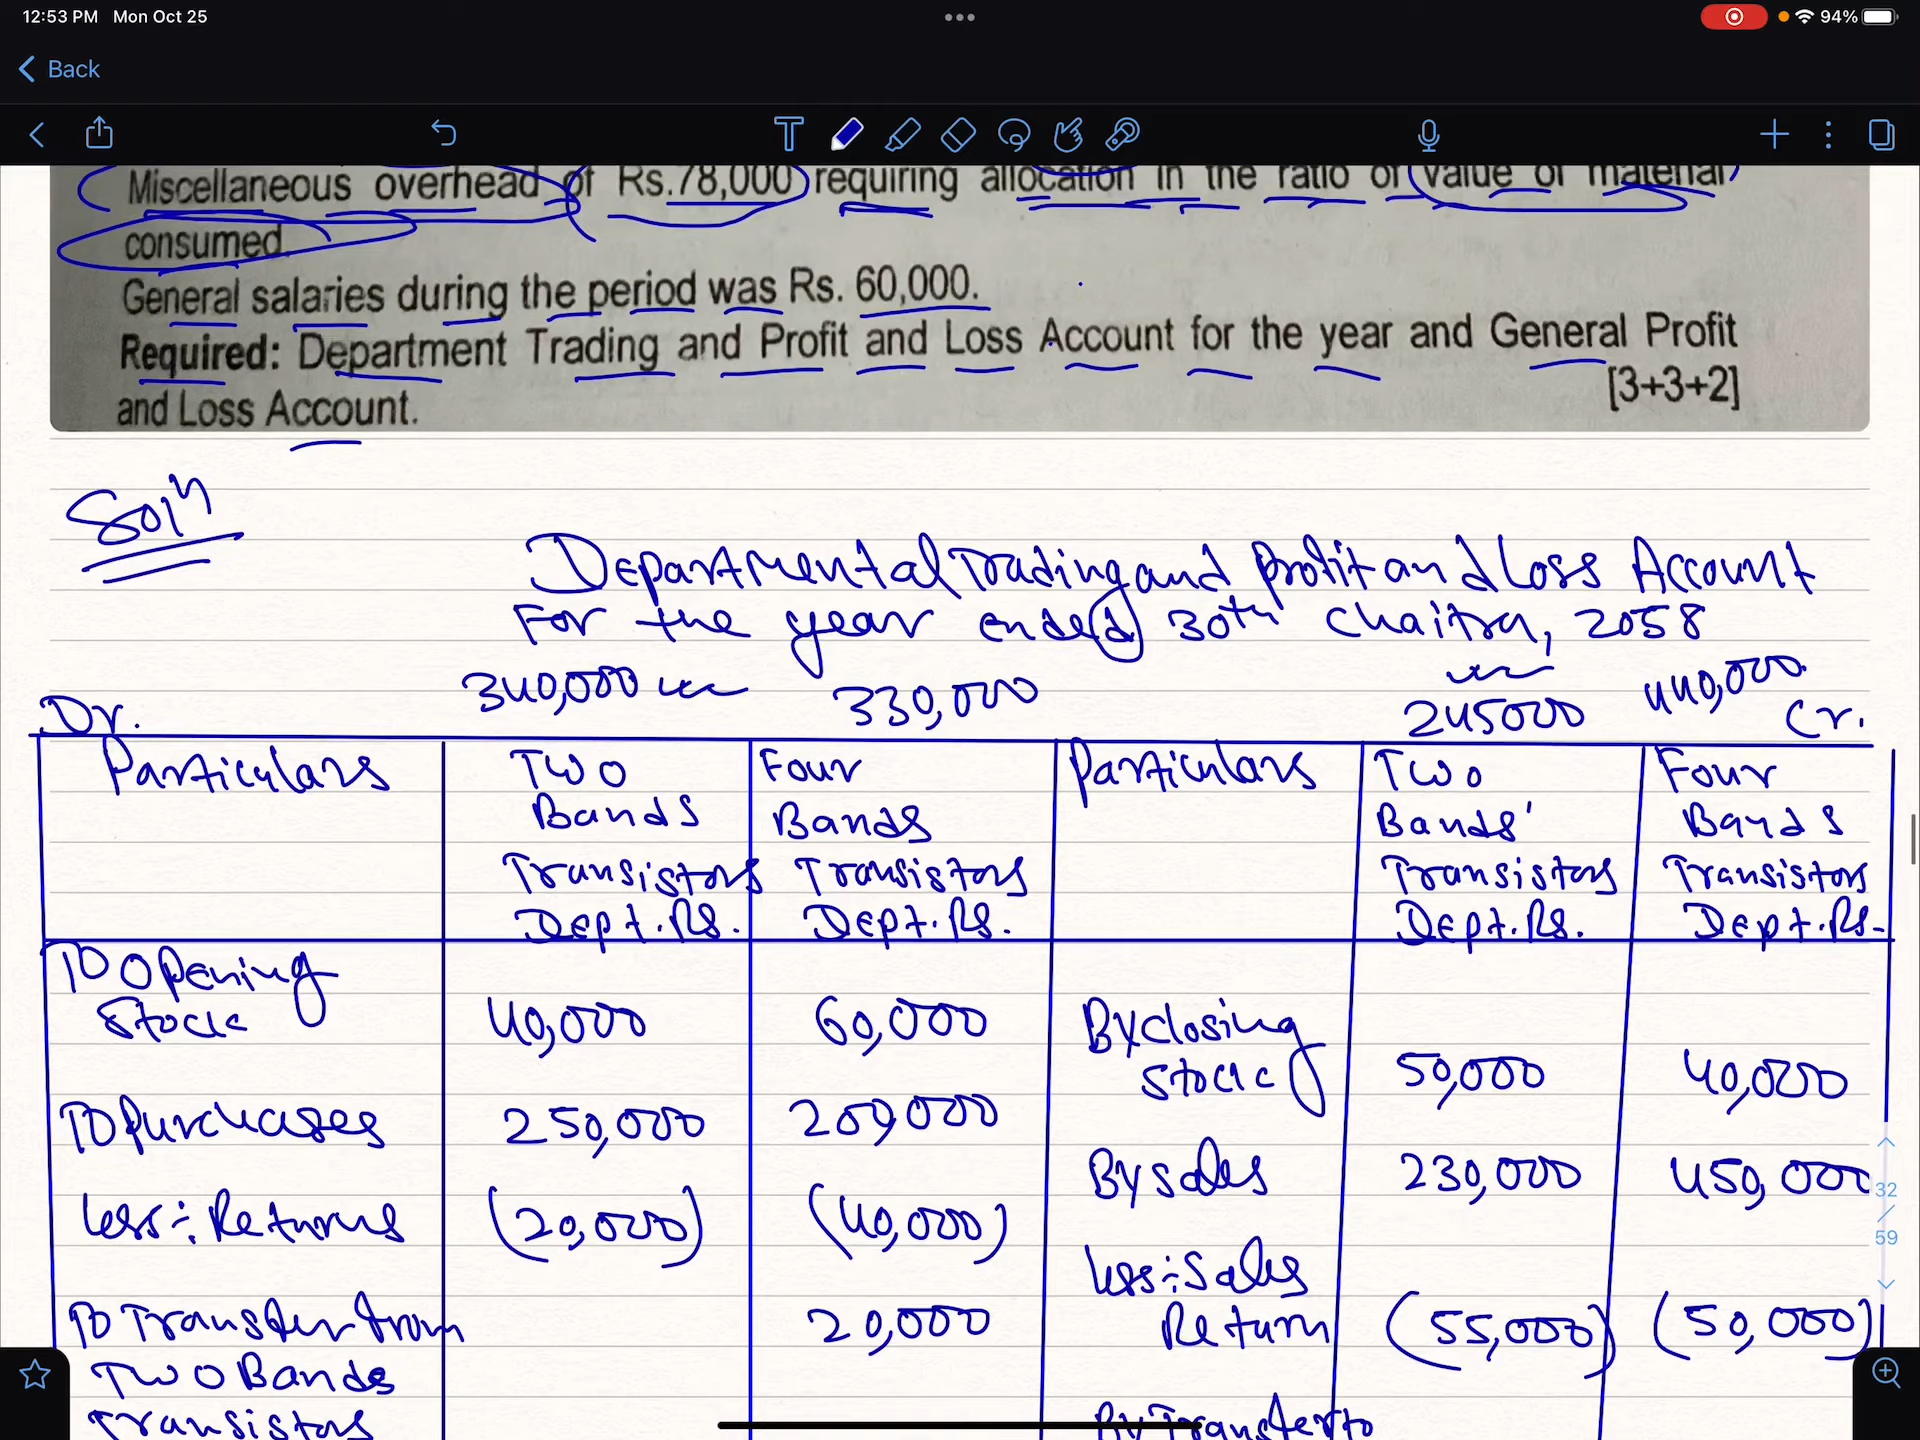 12:53 PM Mon Oct 25
94%
Back
Miscellaneous overhead of Rs.78,000 requiring allocation in the ratio of value of material
consumed.
General salaries during the period was Rs. 60,000.
Required: Department Trading and Profit and Loss Account for the year and General Profit
and Loss Account. [3+3+2]
Soln
Departmental Trading and Profit and Loss Account
For the year ended 30th Chaitra, 2058
340,000 330,000 245000 440,000
Dr. Cr.
Particulars Two Four Particulars Two Four
Bands Bands Bands' Bands
Transistors Transistors Transistors Transistors
Dept.Rs. Dept.Rs. Dept.Rs. Dept.Rs.
To Opening
Stock 40,000 60,000 By closing
Stock 50,000 40,000
To Purchases 250,000 200,000
By sales 230,000 450,000
Less:Returns (20,000) (40,000)
Less:Sales
Return (55,000) (50,000)
To Transfer from 20,000
Two Bands
Transistors
By Transfer to
32
/
59